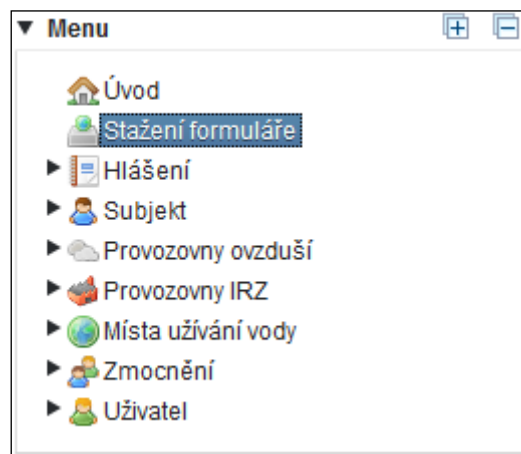 Menu
Úvod
Stažení formuláře
Hlášení
Subjekt
Provozovny ovzduší
Provozovny IRZ
Místa užívání vody
Zmocnění
Uživatel